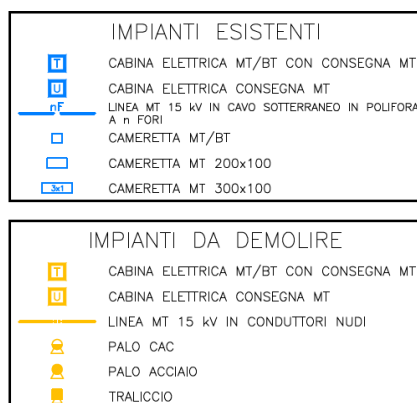 IMPIANTI ESISTENTI
T CABINA ELETTRICA MT/BT CON CONSEGNA MT
U CABINA ELETTRICA CONSEGNA MT
nF LINEA MT 15 kV IN CAVO SOTTERRANEO IN POLIFORA
A n FORI
CAMERETTA MT/BT
CAMERETTA MT 200x100
3x1 CAMERETTA MT 300x100
IMPIANTI DA DEMOLIRE
T CABINA ELETTRICA MT/BT CON CONSEGNA MT
U CABINA ELETTRICA CONSEGNA MT
LINEA MT 15 kV IN CONDUTTORI NUDI
PALO CAC
PALO ACCIAIO
TRALICCIO